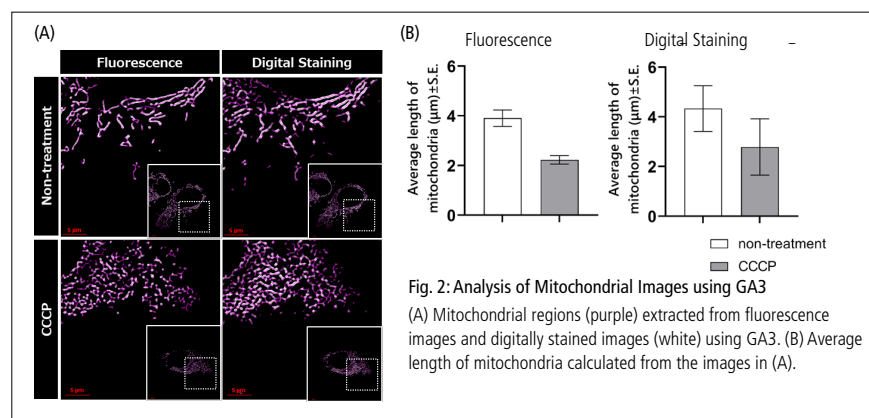 (A)
Fluorescence
Digital Staining
Non-treatment
5 μm
5 μm
CCCP
5 μm
5 μm
(B)
Fluorescence
Digital Staining
Average length of
mitochondria (μm)±S.E.
6
4
2
0
Average length of
mitochondria (μm)±S.E.
6
4
2
0
non-treatment
CCCP
Fig. 2: Analysis of Mitochondrial Images using GA3
(A) Mitochondrial regions (purple) extracted from fluorescence
images and digitally stained images (white) using GA3. (B) Average
length of mitochondria calculated from the images in (A).